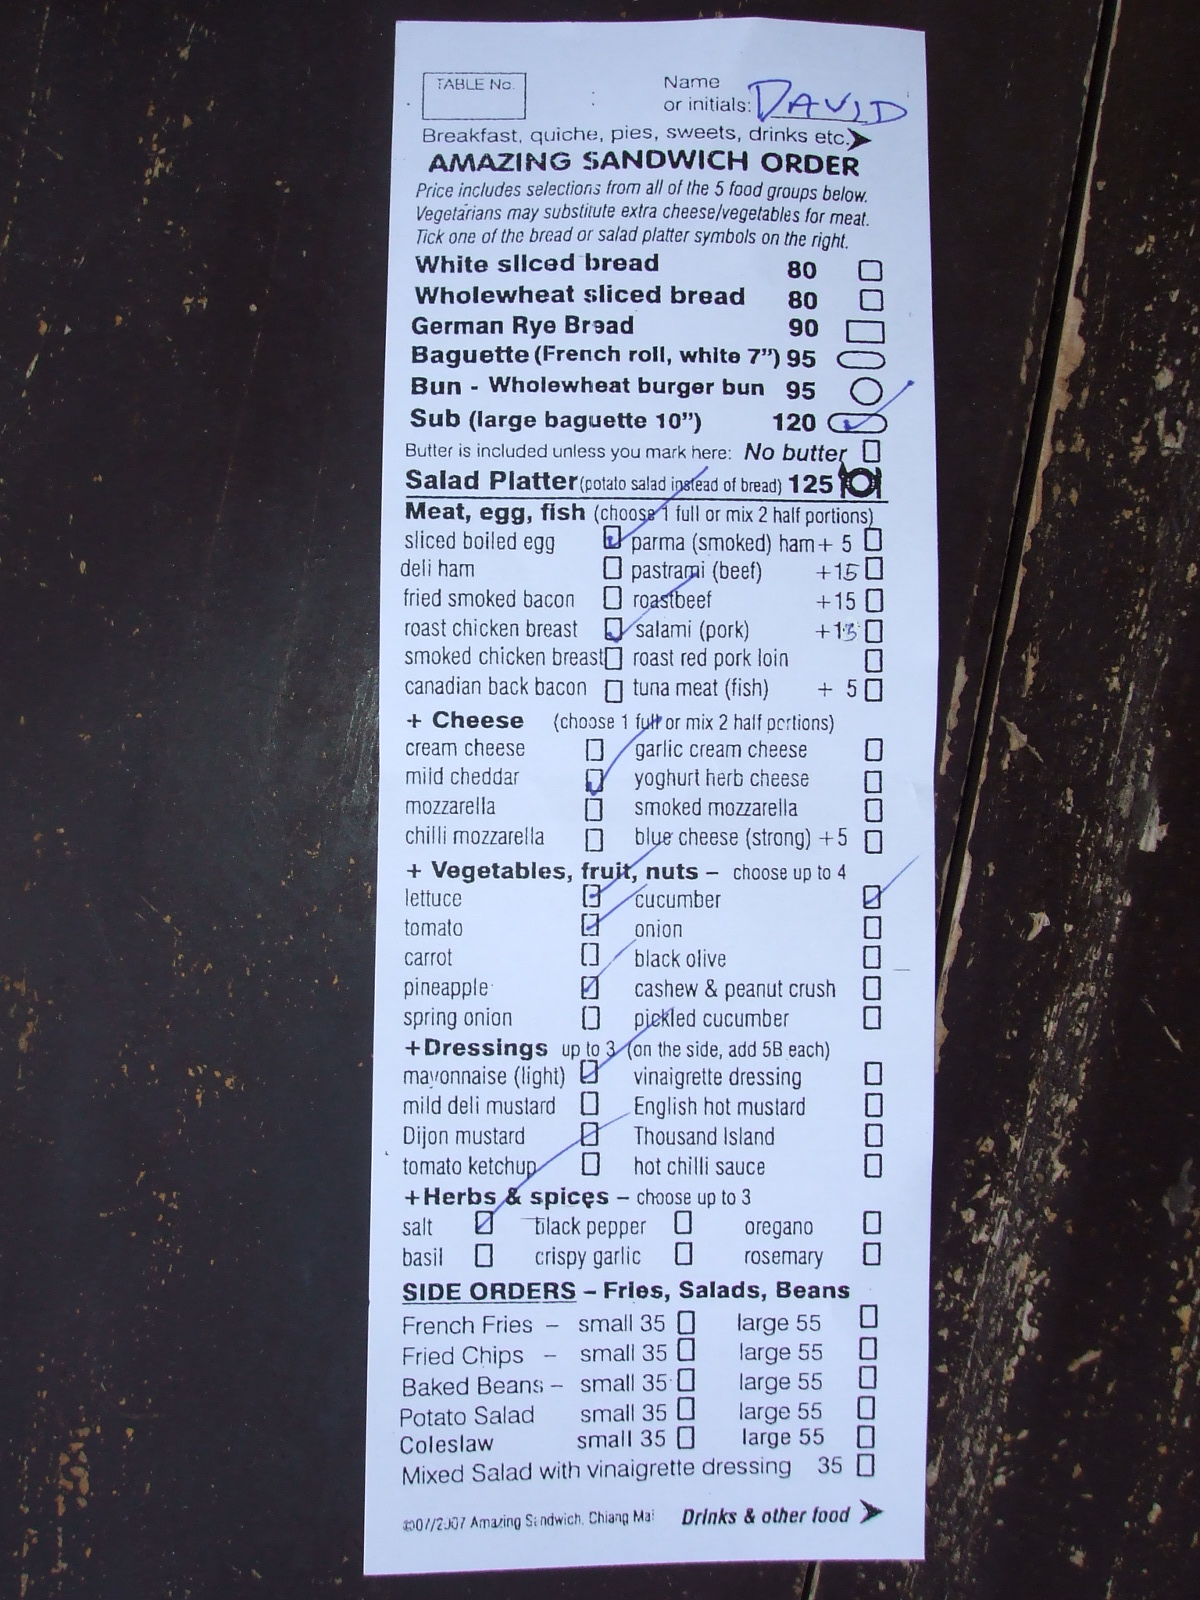 TABLE No.
Name
or initials: DAVID
Breakfast, quiche, pies, sweets, drinks etc.
AMAZING SANDWICH ORDER
Price includes selections from all of the 5 food groups below.
Vegetarians may substitute extra cheese/vegetables for meat.
Tick one of the bread or salad platter symbols on the right.
White sliced bread 80
Wholewheat sliced bread 80
German Rye Bread 90
Baguette (French roll, white 7") 95
Bun - Wholewheat burger bun 95
Sub (large baguette 10") 120
Butter is included unless you mark here: No butter
Salad Platter (potato salad instead of bread) 125
Meat, egg, fish (choose 1 full or mix 2 half portions)
sliced boiled egg parma (smoked) ham + 5
deli ham pastrami (beef) +15
fried smoked bacon roastbeef +15
roast chicken breast salami (pork) +15
smoked chicken breast roast red pork loin
canadian back bacon tuna meat (fish) + 5
+ Cheese (choose 1 full or mix 2 half portions)
cream cheese garlic cream cheese
mild cheddar yoghurt herb cheese
mozzarella smoked mozzarella
chilli mozzarella blue cheese (strong) +5
+ Vegetables, fruit, nuts – choose up to 4
lettuce cucumber
tomato onion
carrot black olive
pineapple cashew & peanut crush
spring onion pickled cucumber
+Dressings up to 3 (on the side, add 5B each)
mayonnaise (light) vinaigrette dressing
mild deli mustard English hot mustard
Dijon mustard Thousand Island
tomato ketchup hot chilli sauce
+Herbs & spices – choose up to 3
salt black pepper oregano
basil crispy garlic rosemary
SIDE ORDERS – Fries, Salads, Beans
French Fries – small 35 large 55
Fried Chips – small 35 large 55
Baked Beans – small 35 large 55
Potato Salad small 35 large 55
Coleslaw small 35 large 55
Mixed Salad with vinaigrette dressing 35
©07/2007 Amazing Sandwich, Chiang Mai Drinks & other food